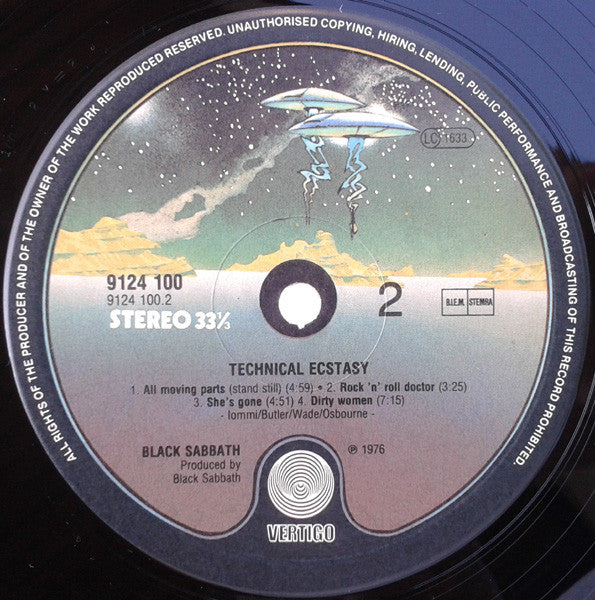 ALL RIGHTS OF THE PRODUCER AND OF THE OWNER OF THE WORK REPRODUCED RESERVED. UNAUTHORISED COPYING, HIRING, LENDING, PUBLIC PERFORMANCE AND BROADCASTING OF THIS RECORD PROHIBITED.
LC 1633
9124 100
9124 100.2
STEREO 33⅓
2
B.I.E.M. STEMRA
TECHNICAL ECSTASY
1. All moving parts (stand still) (4:59) • 2. Rock 'n' roll doctor (3:25)
3. She's gone (4:51) 4. Dirty women (7:15)
- Iommi/Butler/Wade/Osbourne -
BLACK SABBATH
Produced by
Black Sabbath
℗ 1976
VERTIGO